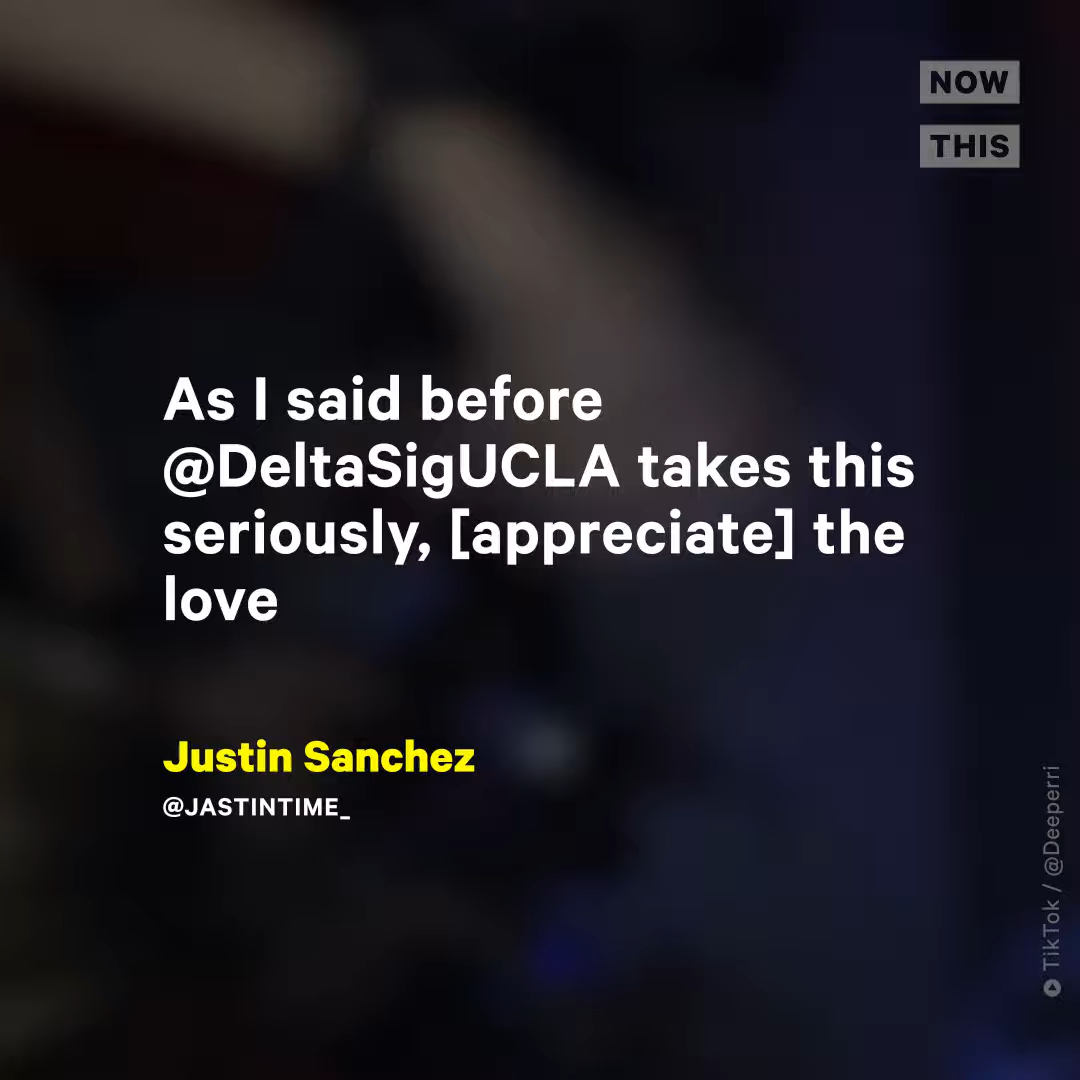 NOW
THIS
As I said before
@DeltaSigUCLA takes this
seriously, [appreciate] the
love
Justin Sanchez
@JASTINTIME_
TikTok / @Deeperri